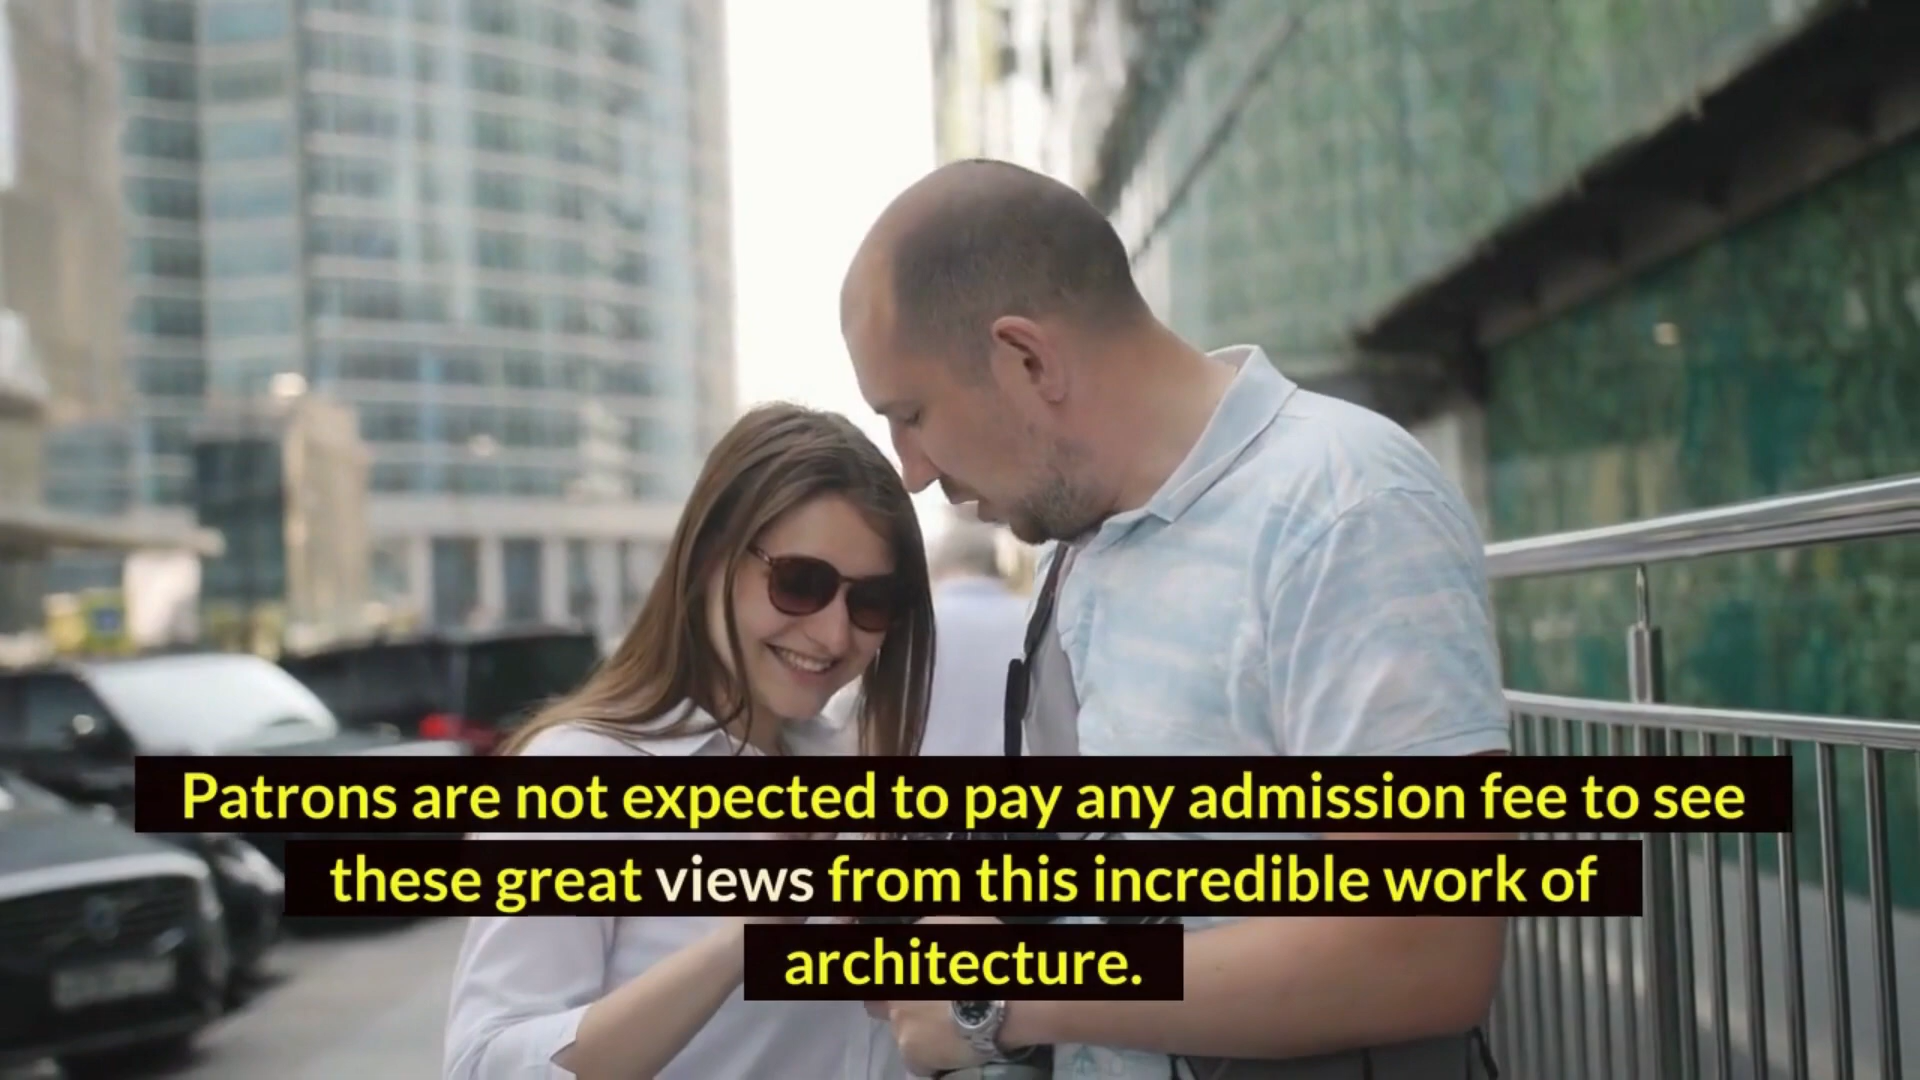 Patrons are not expected to pay any admission fee to see
these great views from this incredible work of
architecture.